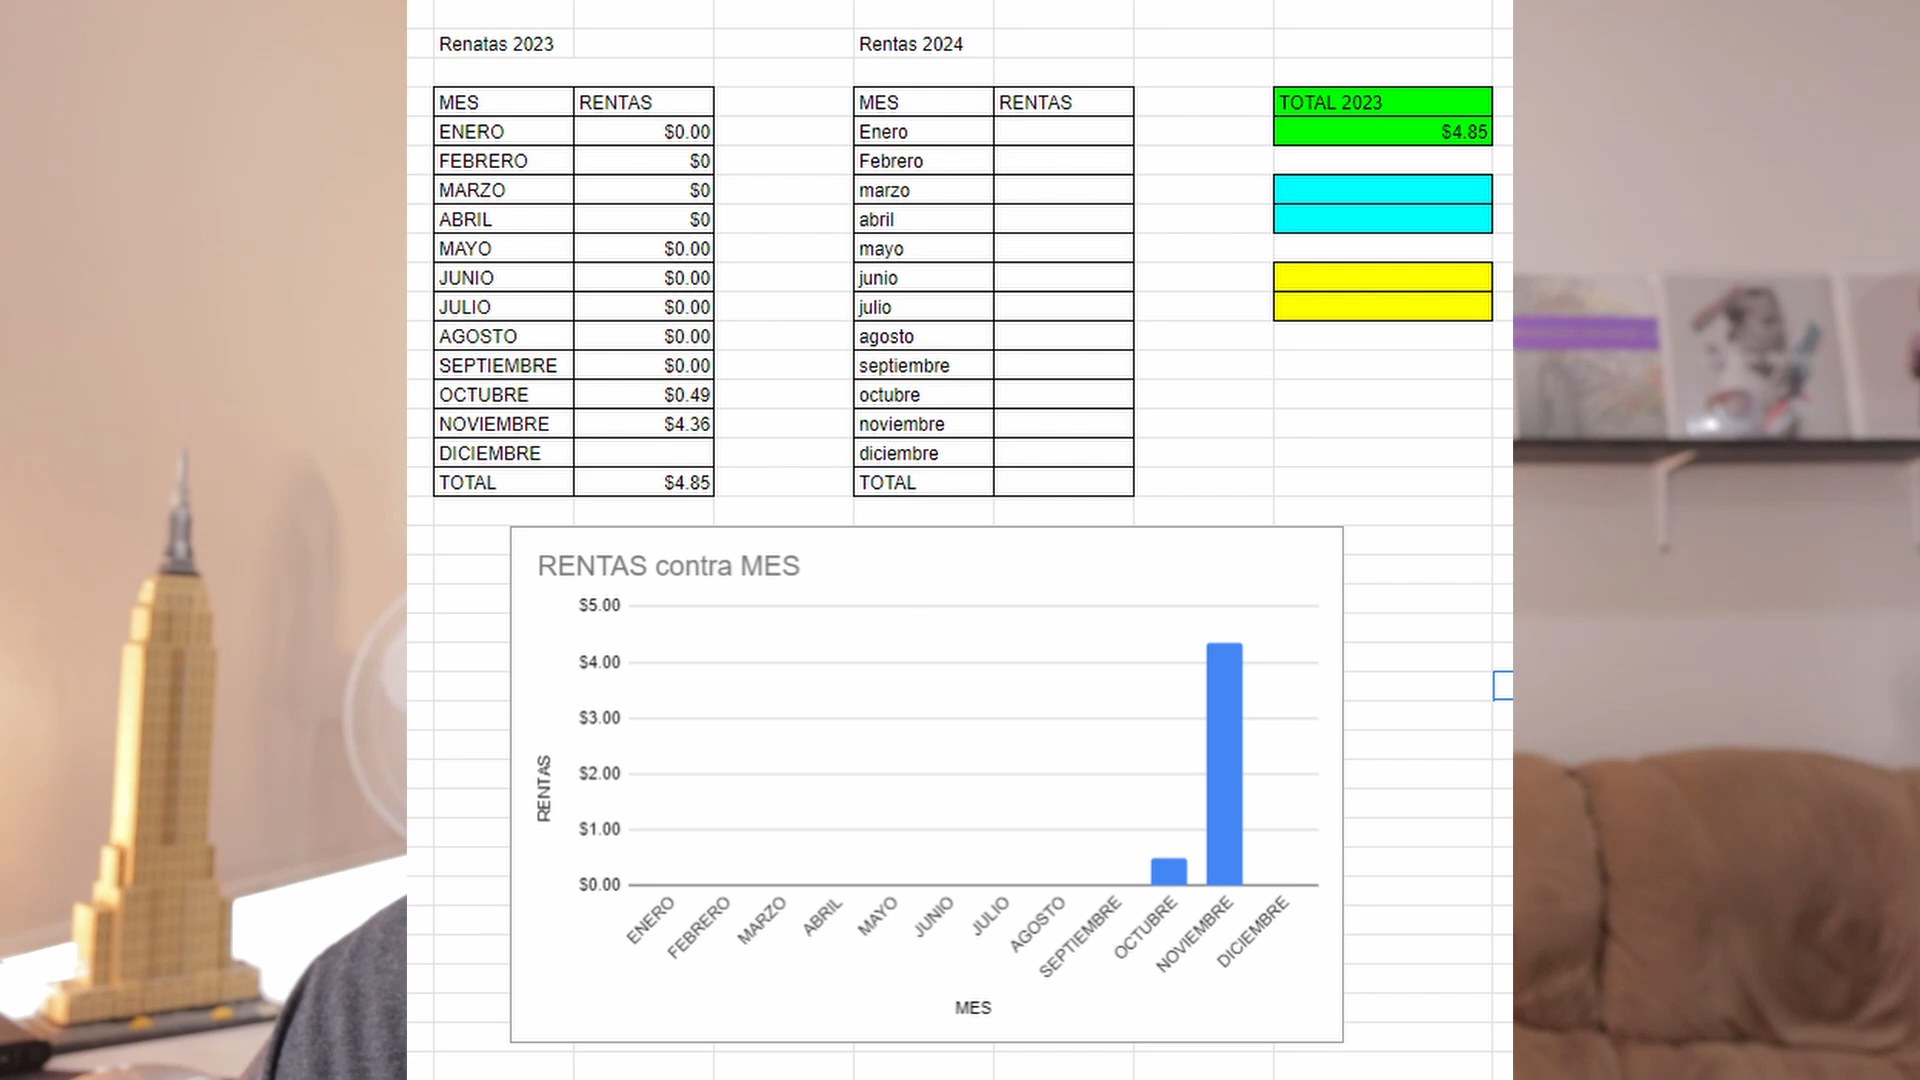 Renatas 2023 Rentas 2024
MES RENTAS MES RENTAS TOTAL 2023
ENERO $0.00 Enero $4.85
FEBRERO $0 Febrero
MARZO $0 marzo
ABRIL $0 abril
MAYO $0.00 mayo
JUNIO $0.00 junio
JULIO $0.00 julio
AGOSTO $0.00 agosto
SEPTIEMBRE $0.00 septiembre
OCTUBRE $0.49 octubre
NOVIEMBRE $4.36 noviembre
DICIEMBRE diciembre
TOTAL $4.85 TOTAL
RENTAS contra MES
$5.00
$4.00
$3.00
$2.00
$1.00
$0.00
RENTAS
ENERO FEBRERO MARZO ABRIL MAYO JUNIO JULIO AGOSTO SEPTIEMBRE OCTUBRE NOVIEMBRE DICIEMBRE
MES